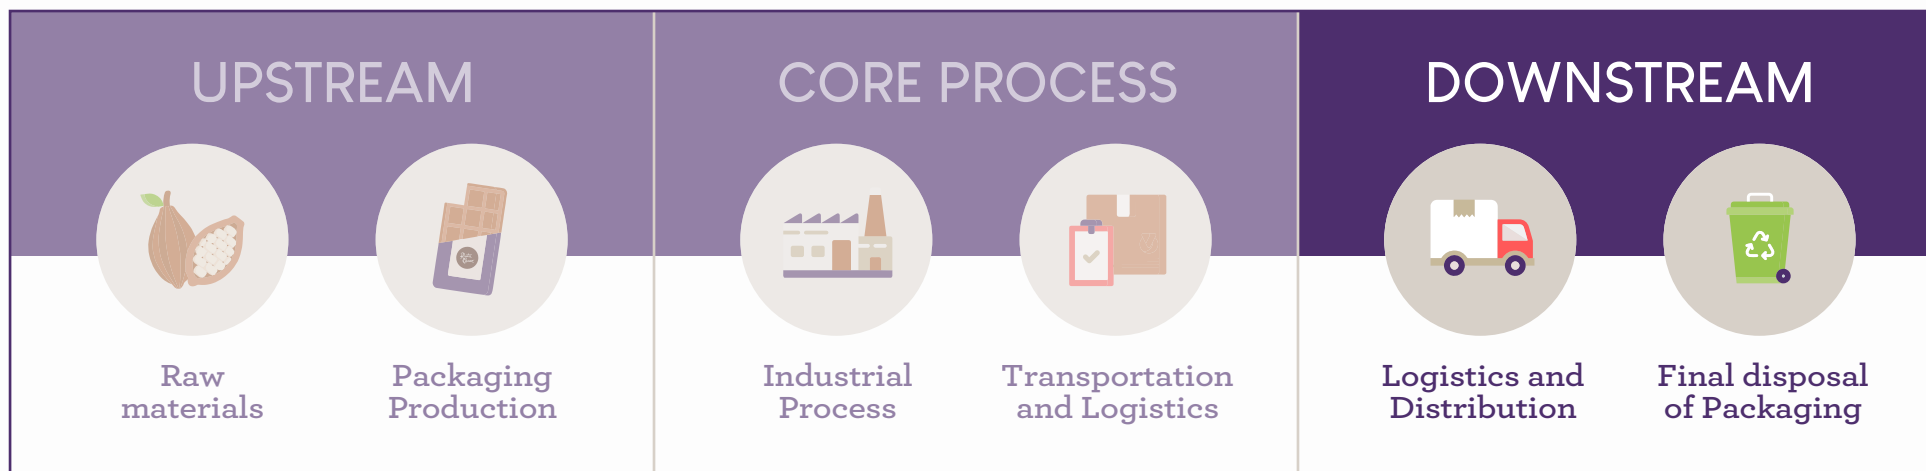 UPSTREAM
CORE PROCESS
DOWNSTREAM
Raw
materials
Packaging
Production
Industrial
Process
Transportation
and Logistics
Logistics and
Distribution
Final disposal
of Packaging